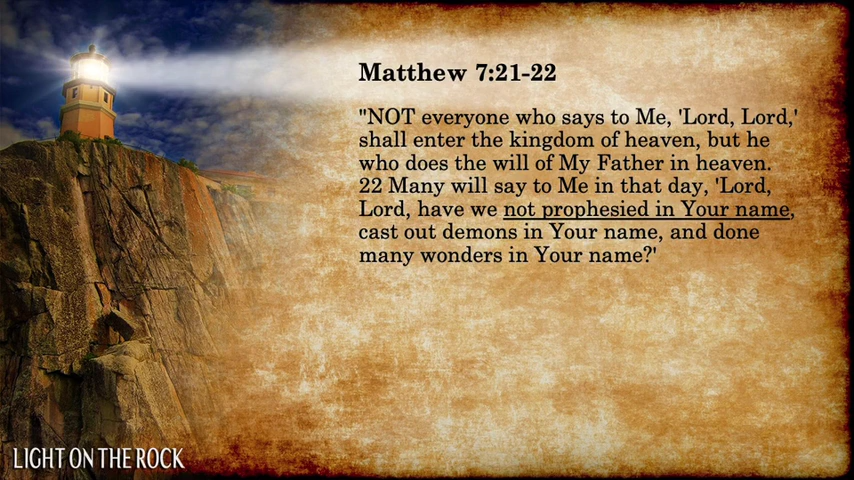 Matthew 7:21-22
"NOT everyone who says to Me, 'Lord, Lord,'
shall enter the kingdom of heaven, but he
who does the will of My Father in heaven.
22 Many will say to Me in that day, 'Lord,
Lord, have we not prophesied in Your name,
cast out demons in Your name, and done
many wonders in Your name?'
LIGHT ON THE ROCK